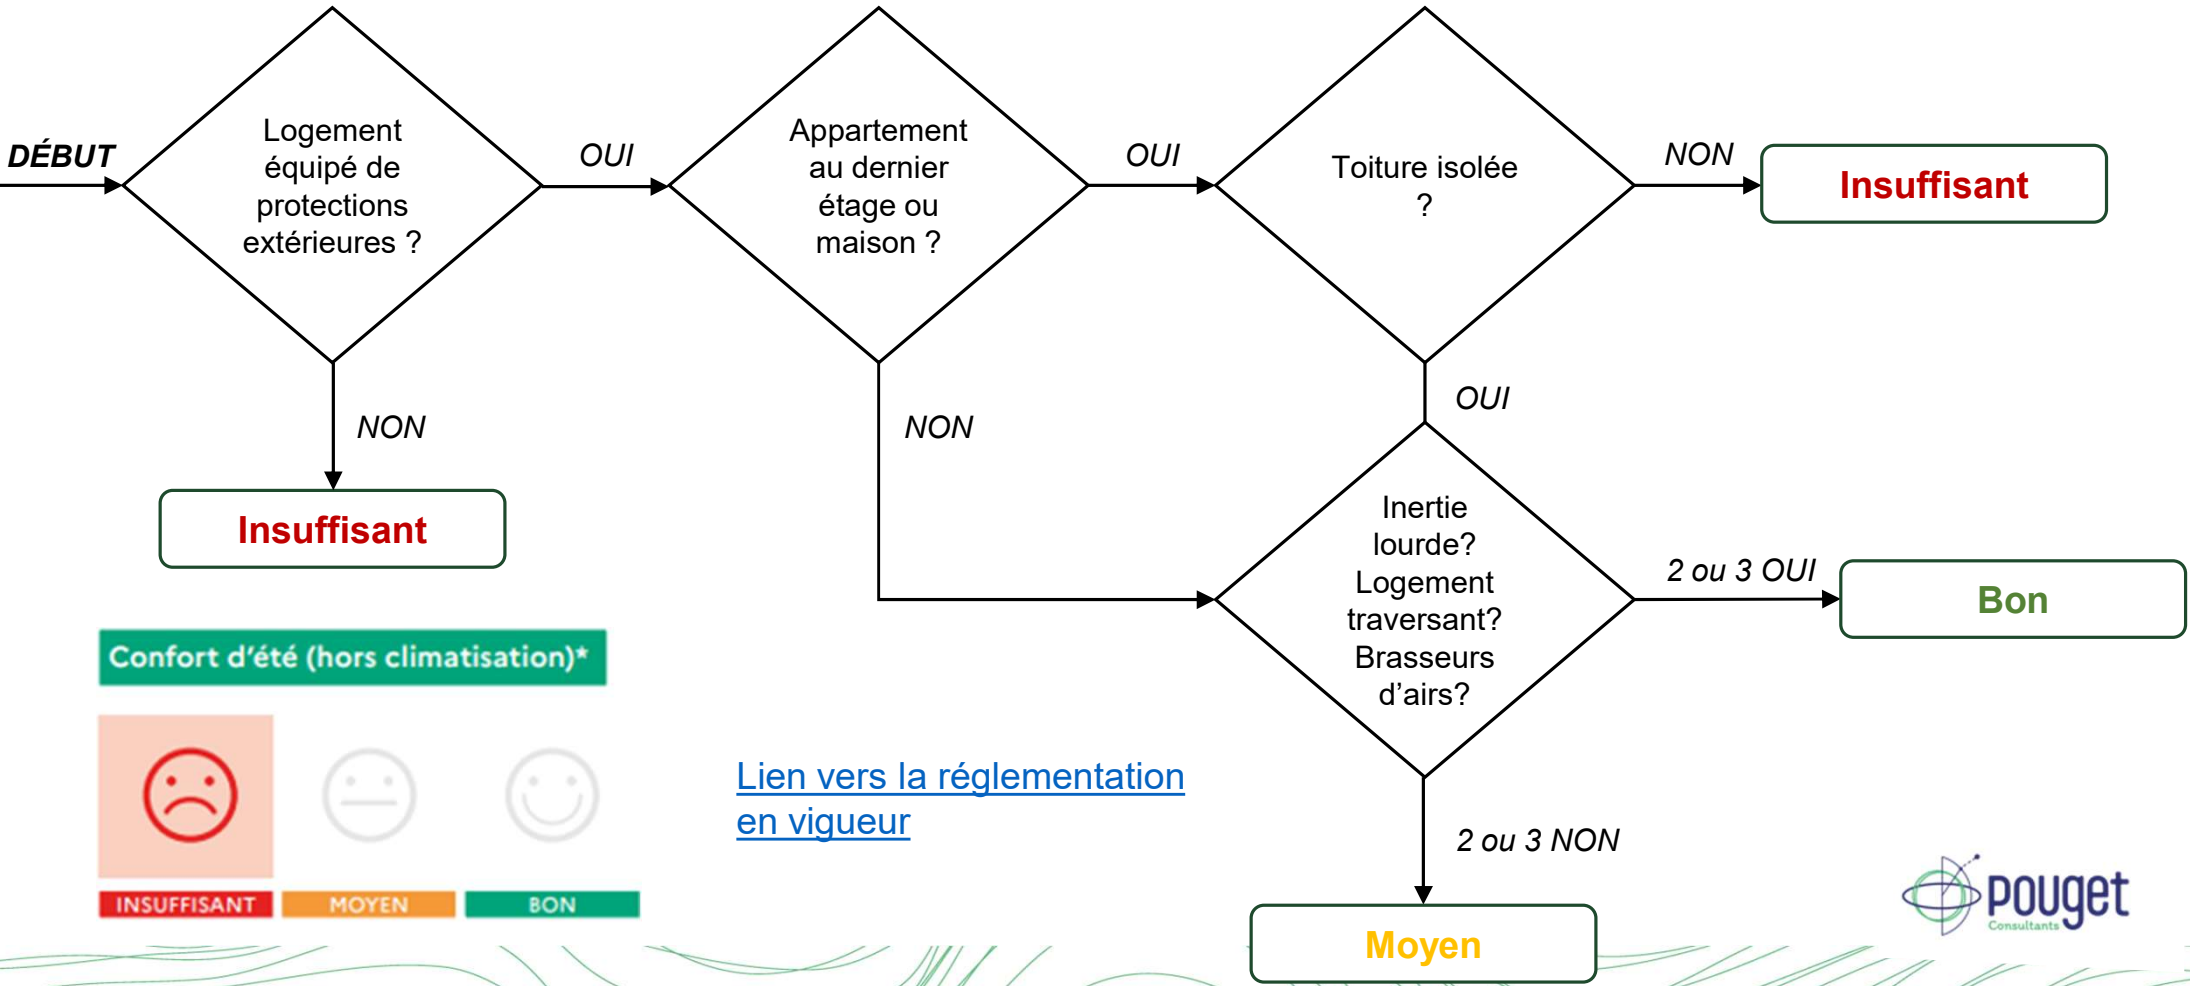 DÉBUT
Logement
équipé de
protections
extérieures ?
OUI
NON
Insuffisant
Appartement
au dernier
étage ou
maison ?
OUI
NON
Toiture isolée
?
NON
Insuffisant
OUI
Inertie
lourde?
Logement
traversant?
Brasseurs
d’airs?
2 ou 3 OUI
Bon
2 ou 3 NON
Moyen
Confort d'été (hors climatisation)*
INSUFFISANT
MOYEN
BON
Lien vers la réglementation
en vigueur
pouget
Consultants